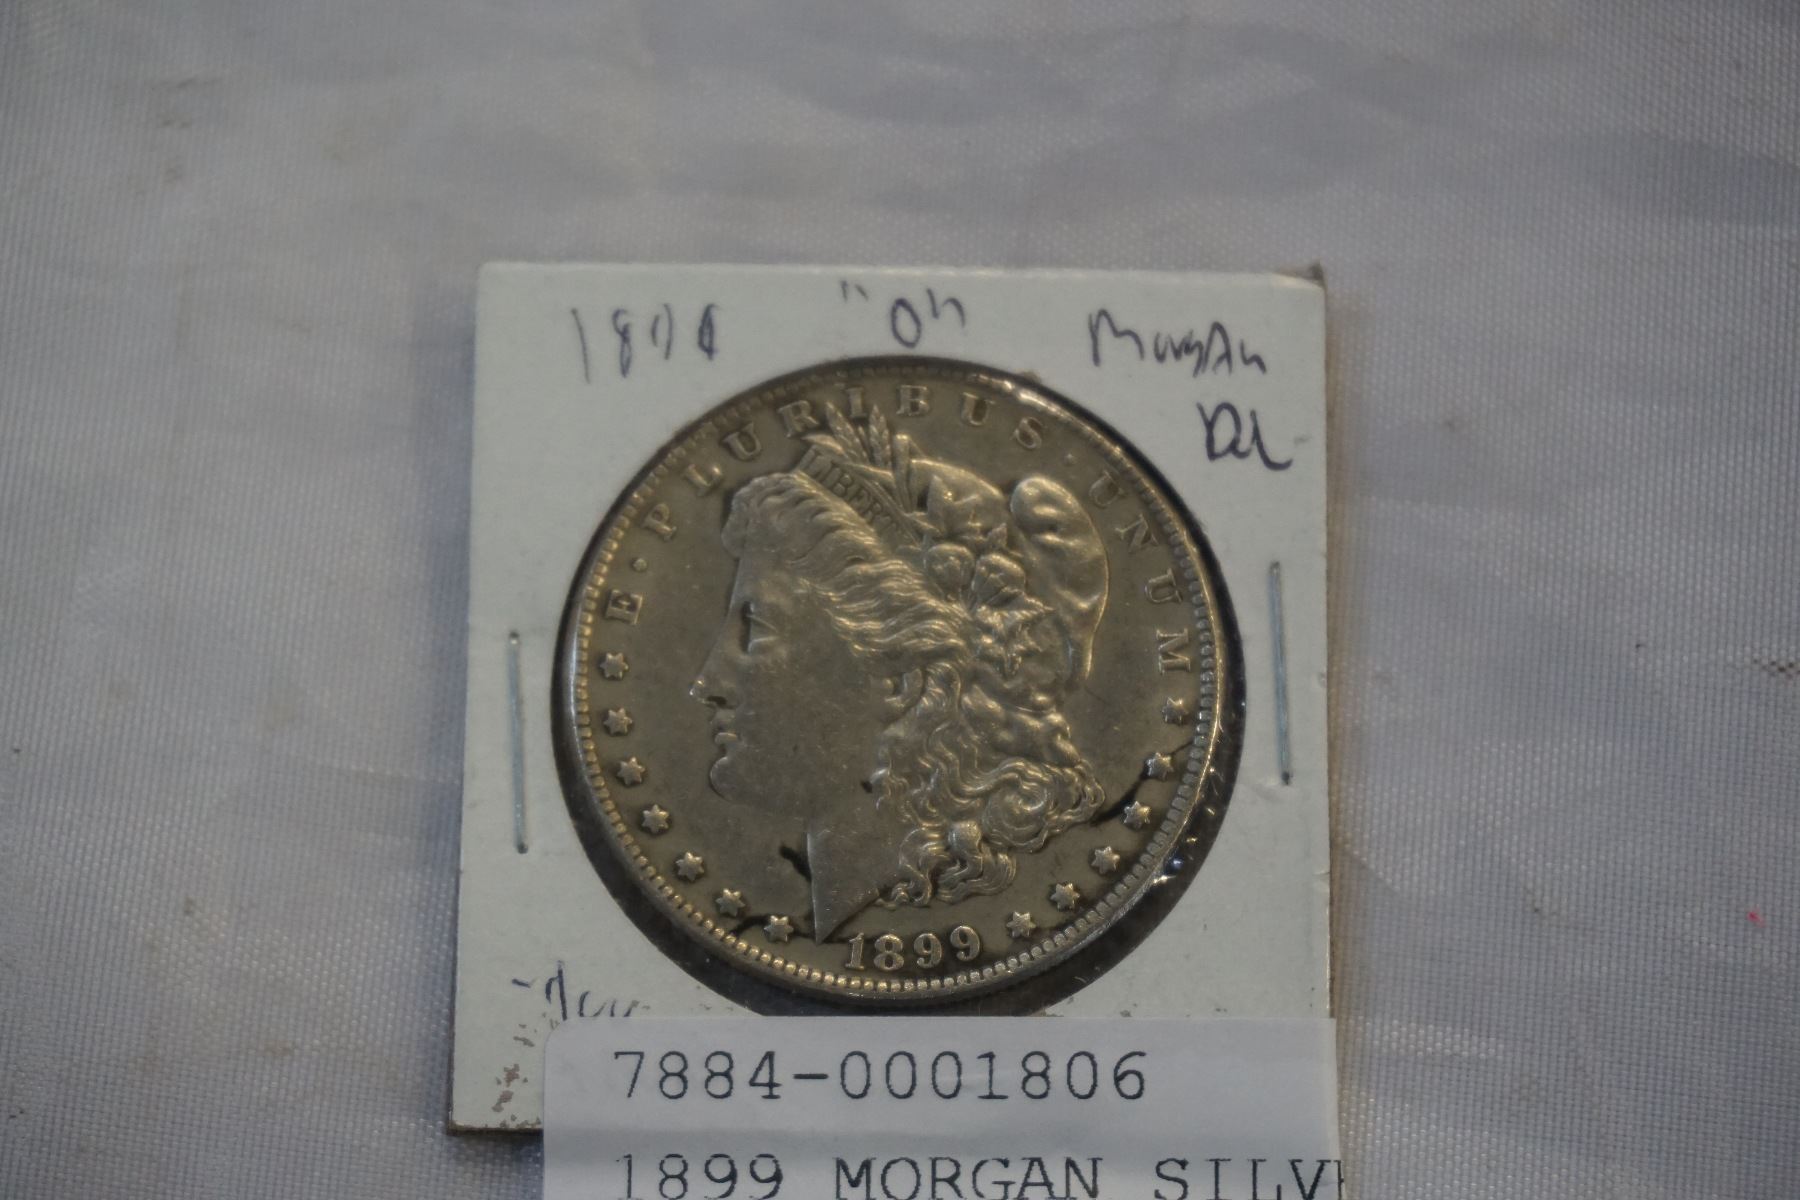 1899 "O" Morgan
E · PLURIBUS · UNUM
LIBERTY
1899
7884-0001806
1899 MORGAN SILV